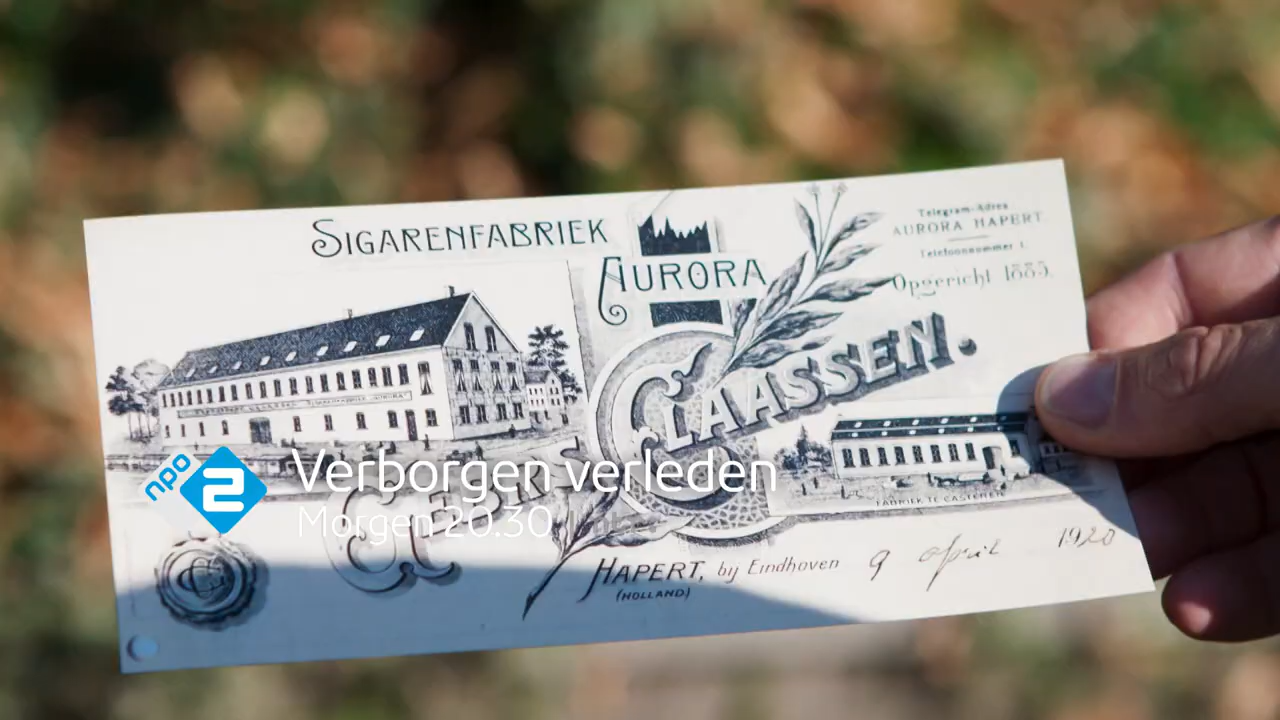 SIGARENFABRIEK
AURORA
Telegram-Adres
AURORA HAPERT
Telefoonnummer 1.
Opgericht 1885.
CLAASSEN.
GEBRS
FABRIEK TE CASTEREN
HAPERT, by Eindhoven
(HOLLAND)
9 april 1920
npo 2
Verborgen verleden
Morgen 20.30